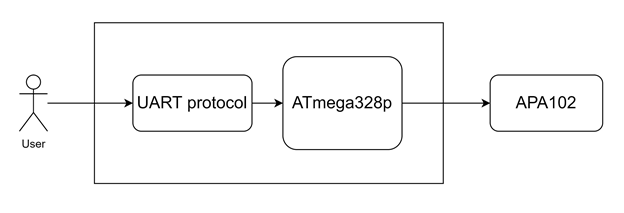 UART protocol
ATmega328p
APA102
User